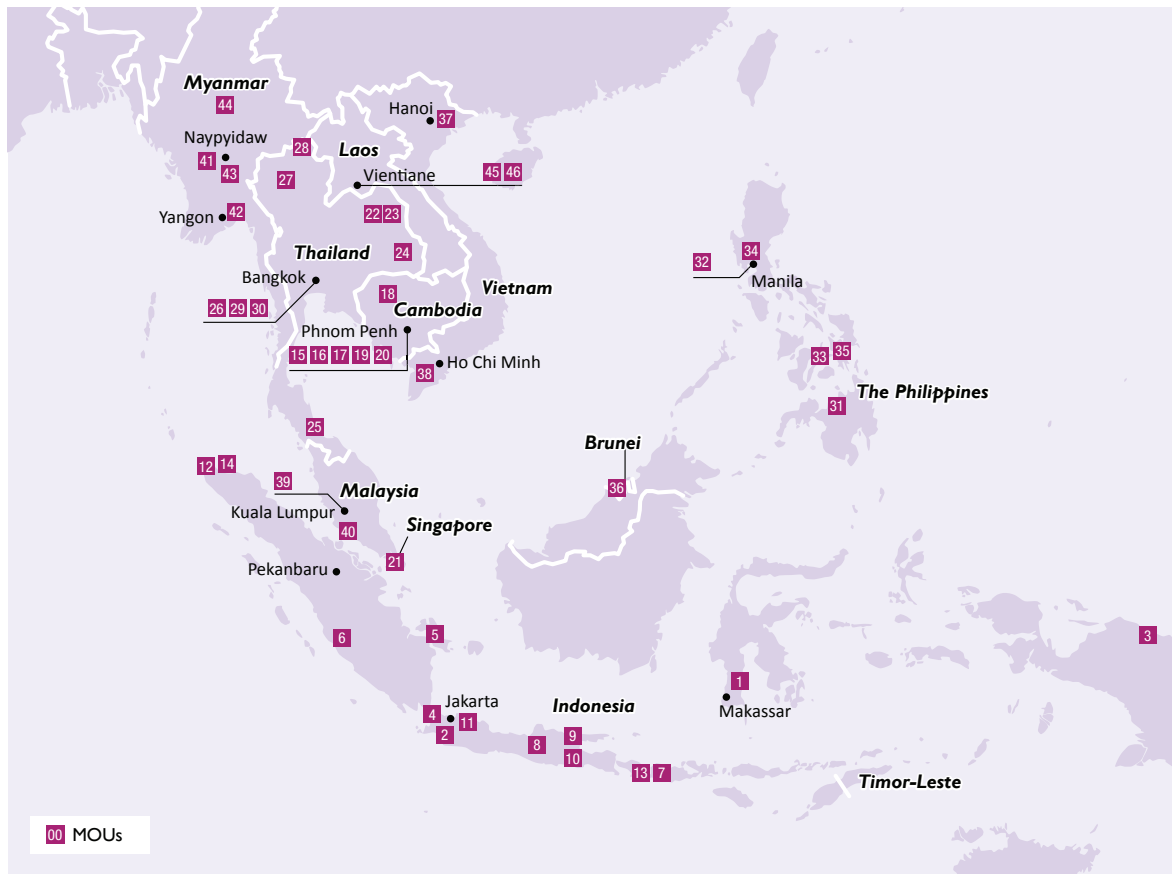 Myanmar
44
Hanoi
37
Naypyidaw
41
43
28
Laos
27
Vientiane
45 46
Yangon
42
22 23
Thailand
24
Bangkok
26 29 30
18
Vietnam
Cambodia
Phnom Penh
15 16 17 19 20
Ho Chi Minh
38
32
34
Manila
33
35
The Philippines
31
25
12
14
39
Malaysia
Kuala Lumpur
40
Singapore
21
Brunei
36
Pekanbaru
6
5
3
1
Makassar
Jakarta
4
11
2
Indonesia
8
9
10
13 7
Timor-Leste
00 MOUs